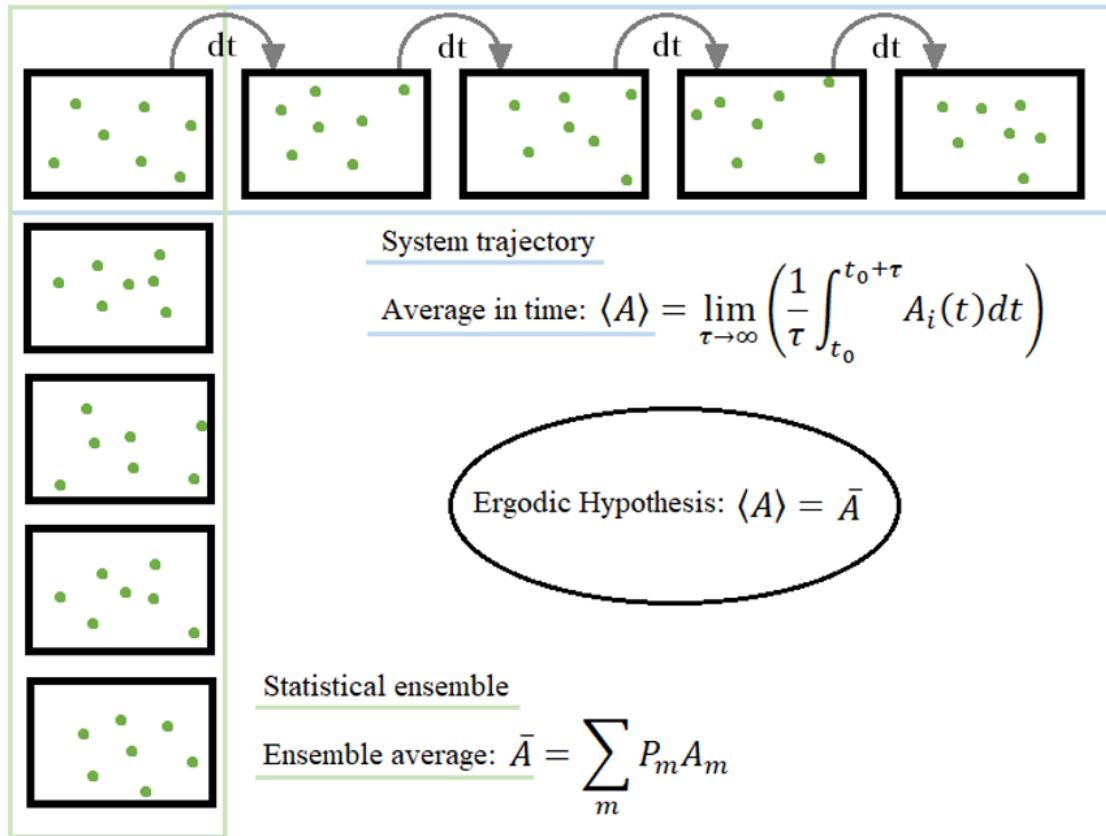 dt dt dt dt
System trajectory
Average in time: ⟨A⟩ = lim_{τ→∞} (1/τ ∫_{t₀}^{t₀+τ} A_i(t)dt)
Ergodic Hypothesis: ⟨A⟩ = Ā
Statistical ensemble
Ensemble average: Ā = ∑_m P_m A_m